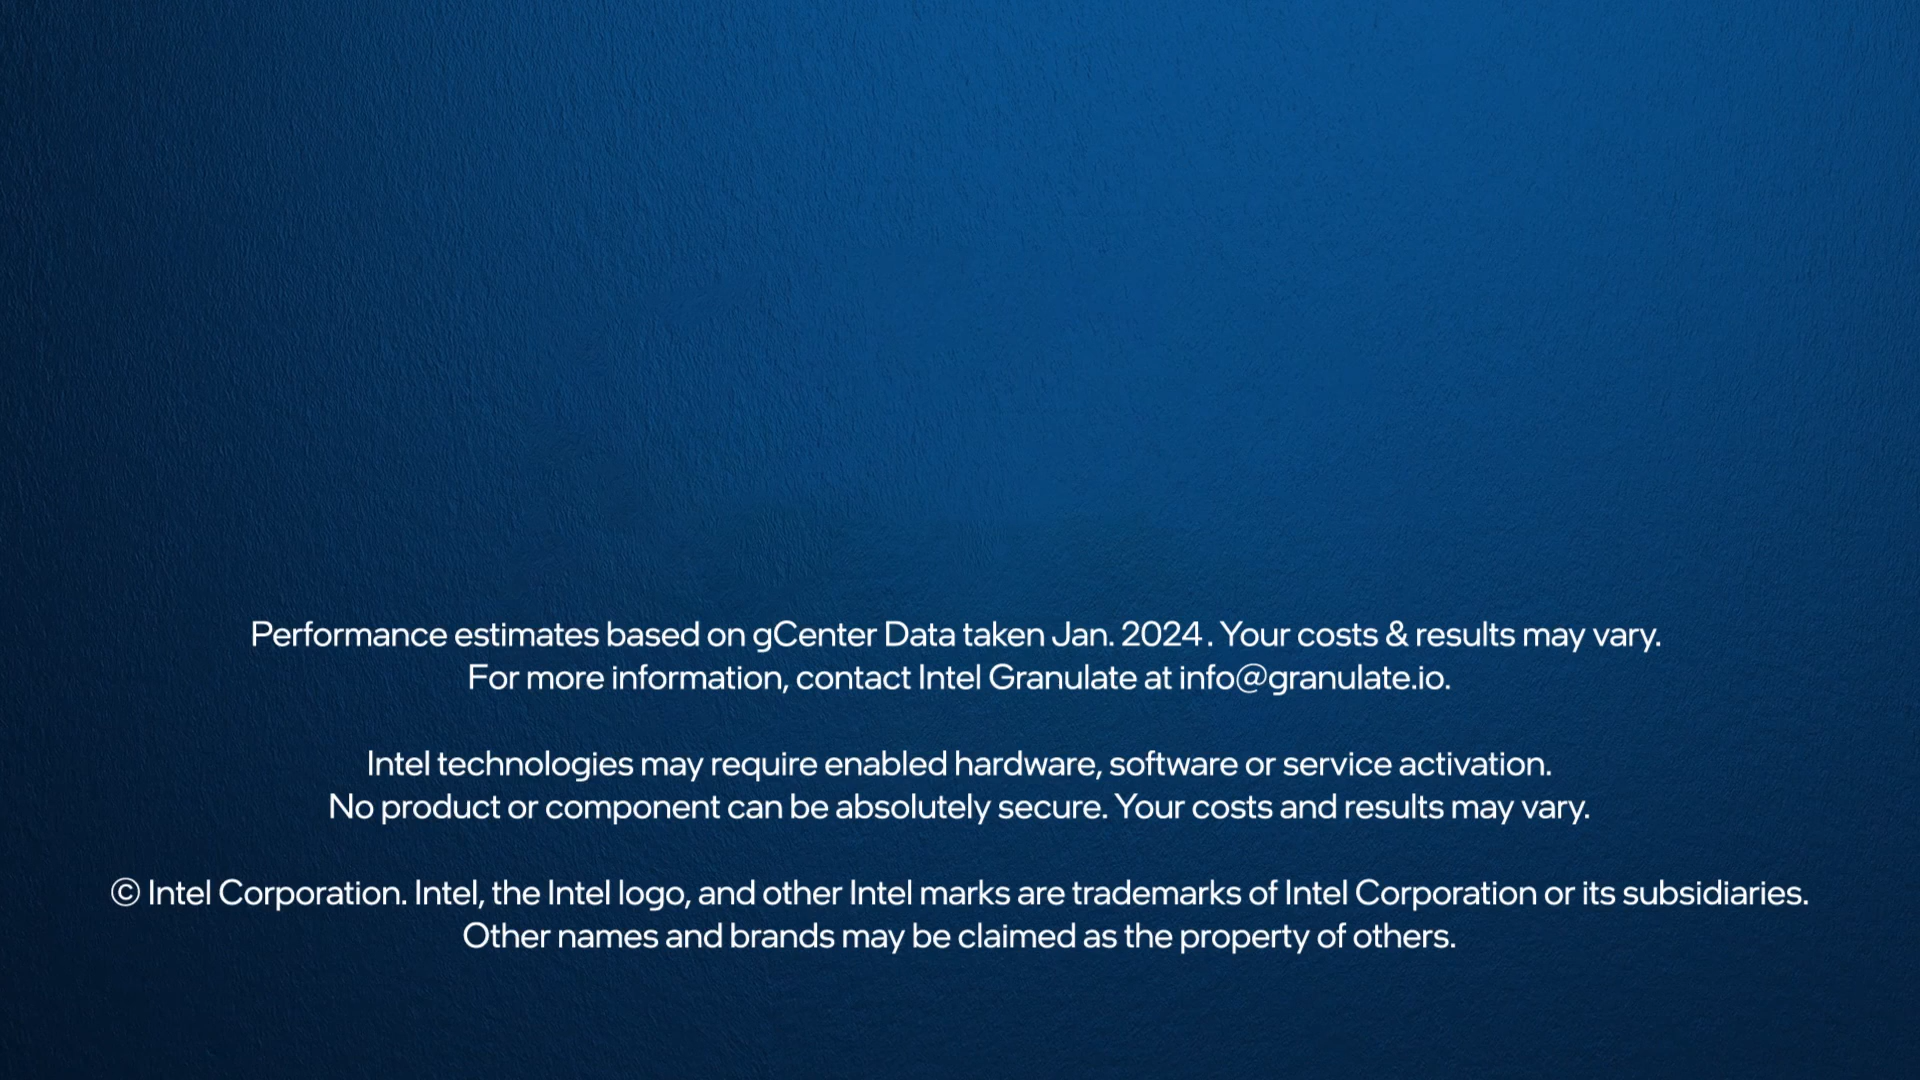 Performance estimates based on gCenter Data taken Jan. 2024. Your costs & results may vary.
For more information, contact Intel Granulate at info@granulate.io.
Intel technologies may require enabled hardware, software or service activation.
No product or component can be absolutely secure. Your costs and results may vary.
© Intel Corporation. Intel, the Intel logo, and other Intel marks are trademarks of Intel Corporation or its subsidiaries.
Other names and brands may be claimed as the property of others.